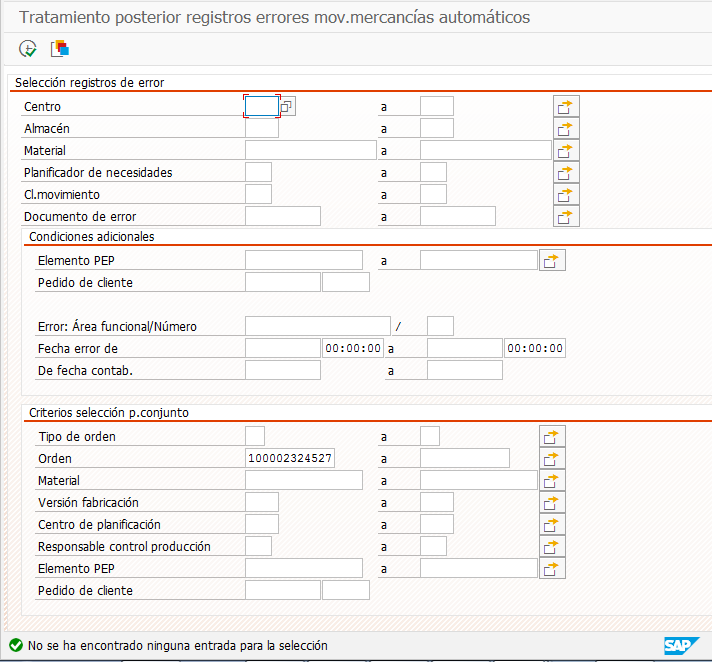 Tratamiento posterior registros errores mov.mercancías automáticos
Selección registros de error
Centro a
Almacén a
Material a
Planificador de necesidades a
Cl.movimiento a
Documento de error a
Condiciones adicionales
Elemento PEP a
Pedido de cliente
Error: Área funcional/Número /
Fecha error de 00:00:00 a 00:00:00
De fecha contab. a
Criterios selección p.conjunto
Tipo de orden a
Orden 100002324527 a
Material a
Versión fabricación a
Centro de planificación a
Responsable control producción a
Elemento PEP a
Pedido de cliente
No se ha encontrado ninguna entrada para la selección SAP